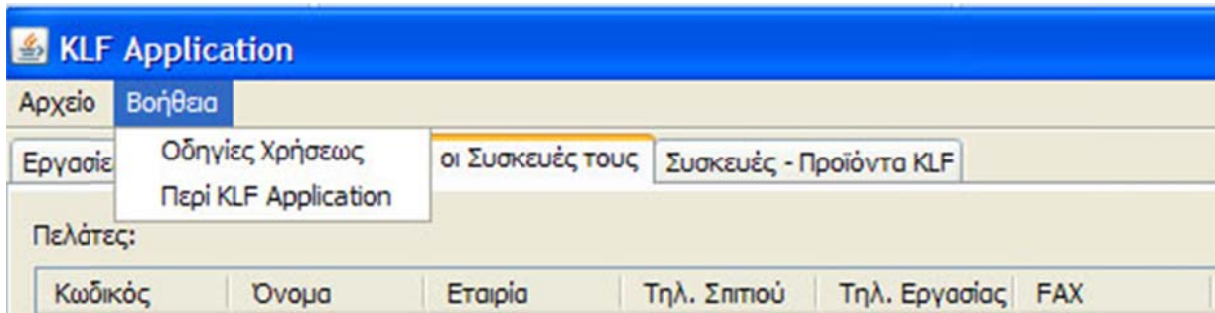 KLF Application
Αρχείο Βοήθεια
Οδηγίες Χρήσεως
Περί KLF Application
οι Συσκευές τους Συσκευές - Προϊόντα KLF
Πελάτες:
Κωδικός Όνομα Εταιρία Τηλ. Σπιτιού Τηλ. Εργασίας FAX